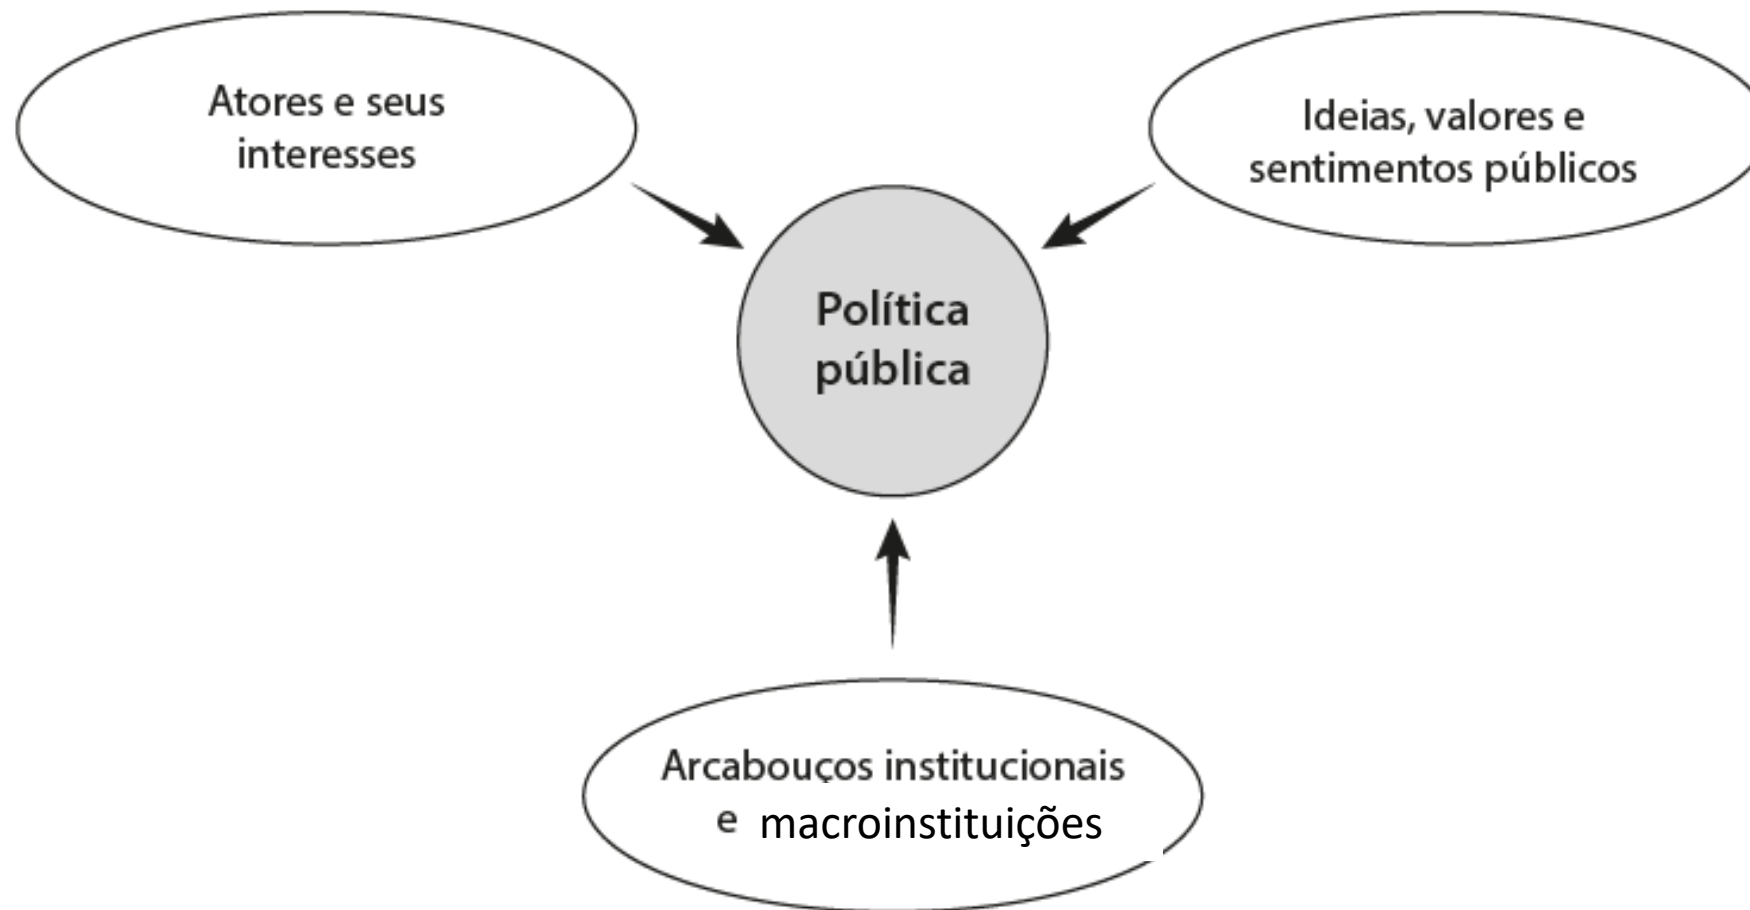 Atores e seus
interesses
Ideias, valores e
sentimentos públicos
Política
pública
Arcabouços institucionais
e macroinstituições